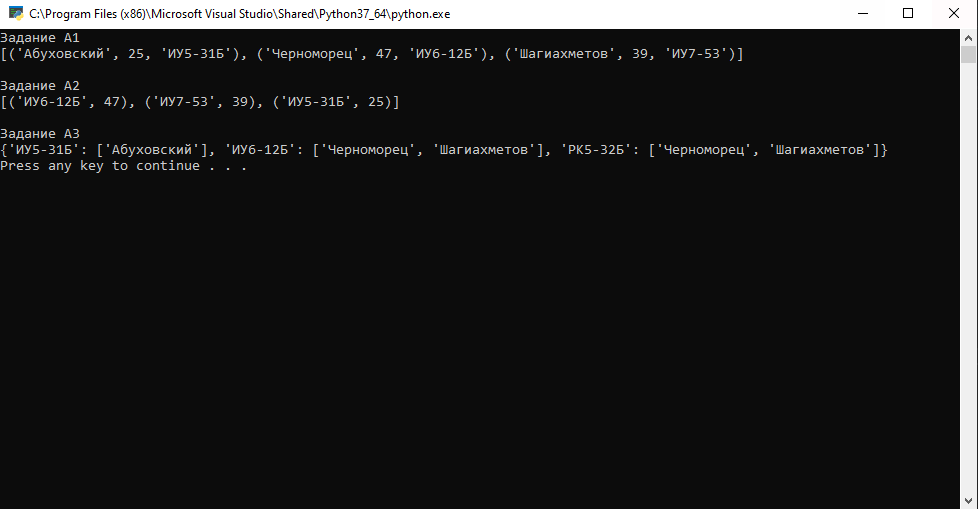 C:\Program Files (x86)\Microsoft Visual Studio\Shared\Python37_64\python.exe
Задание А1
[('Абуховский', 25, 'ИУ5-31Б'), ('Черноморец', 47, 'ИУ6-12Б'), ('Шагиахметов', 39, 'ИУ7-53')]
Задание А2
[('ИУ6-12Б', 47), ('ИУ7-53', 39), ('ИУ5-31Б', 25)]
Задание А3
{'ИУ5-31Б': ['Абуховский'], 'ИУ6-12Б': ['Черноморец', 'Шагиахметов'], 'РК5-32Б': ['Черноморец', 'Шагиахметов']}
Press any key to continue . . .